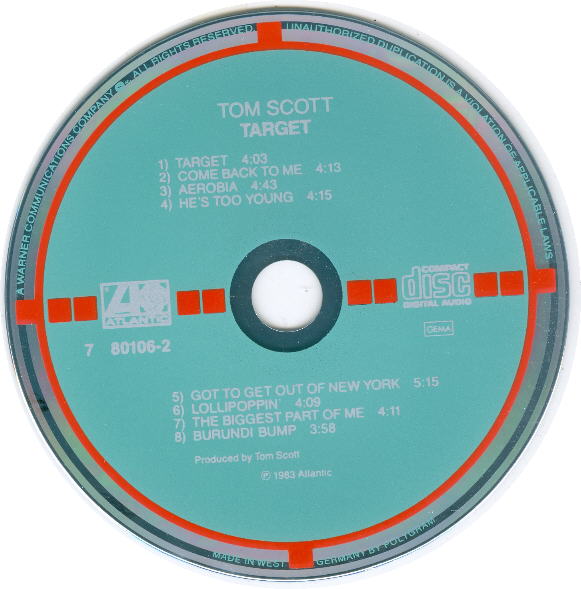 A WARNER COMMUNICATIONS COMPANY ALL RIGHTS RESERVED.
UNAUTHORIZED DUPLICATION IS A VIOLATION OF APPLICABLE LAWS
TOM SCOTT
TARGET
1) TARGET 4:03
2) COME BACK TO ME 4:13
3) AEROBIA 4:43
4) HE'S TOO YOUNG 4:15
ATLANTIC
COMPACT
disc
DIGITAL AUDIO
7 80106-2
GEMA
5) GOT TO GET OUT OF NEW YORK 5:15
6) LOLLIPOPPIN' 4:09
7) THE BIGGEST PART OF ME 4:11
8) BURUNDI BUMP 3:58
Produced by Tom Scott
℗ 1983 Atlantic
MADE IN WEST GERMANY BY POLYGRAM